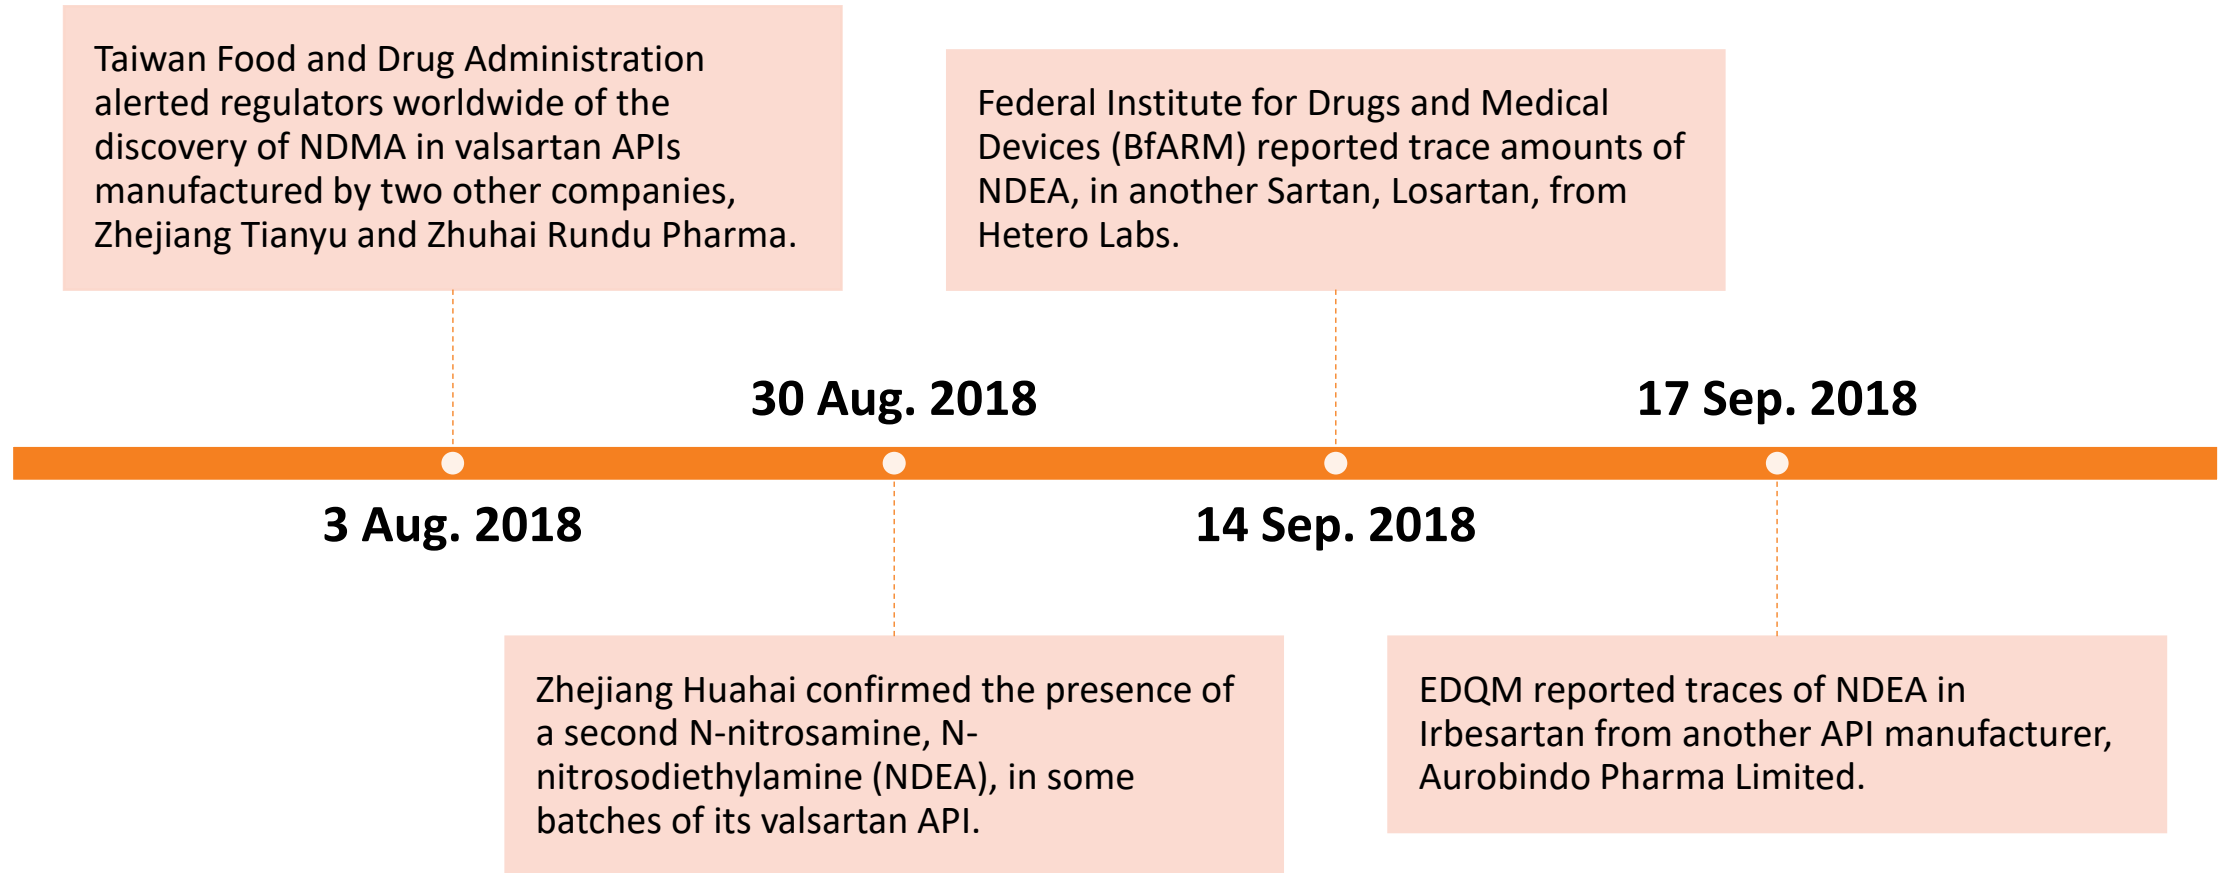 Taiwan Food and Drug Administration
alerted regulators worldwide of the
discovery of NDMA in valsartan APIs
manufactured by two other companies,
Zhejiang Tianyu and Zhuhai Rundu Pharma.
3 Aug. 2018
30 Aug. 2018
Zhejiang Huahai confirmed the presence of
a second N-nitrosamine, N-
nitrosodiethylamine (NDEA), in some
batches of its valsartan API.
Federal Institute for Drugs and Medical
Devices (BfARM) reported trace amounts of
NDEA, in another Sartan, Losartan, from
Hetero Labs.
14 Sep. 2018
17 Sep. 2018
EDQM reported traces of NDEA in
Irbesartan from another API manufacturer,
Aurobindo Pharma Limited.